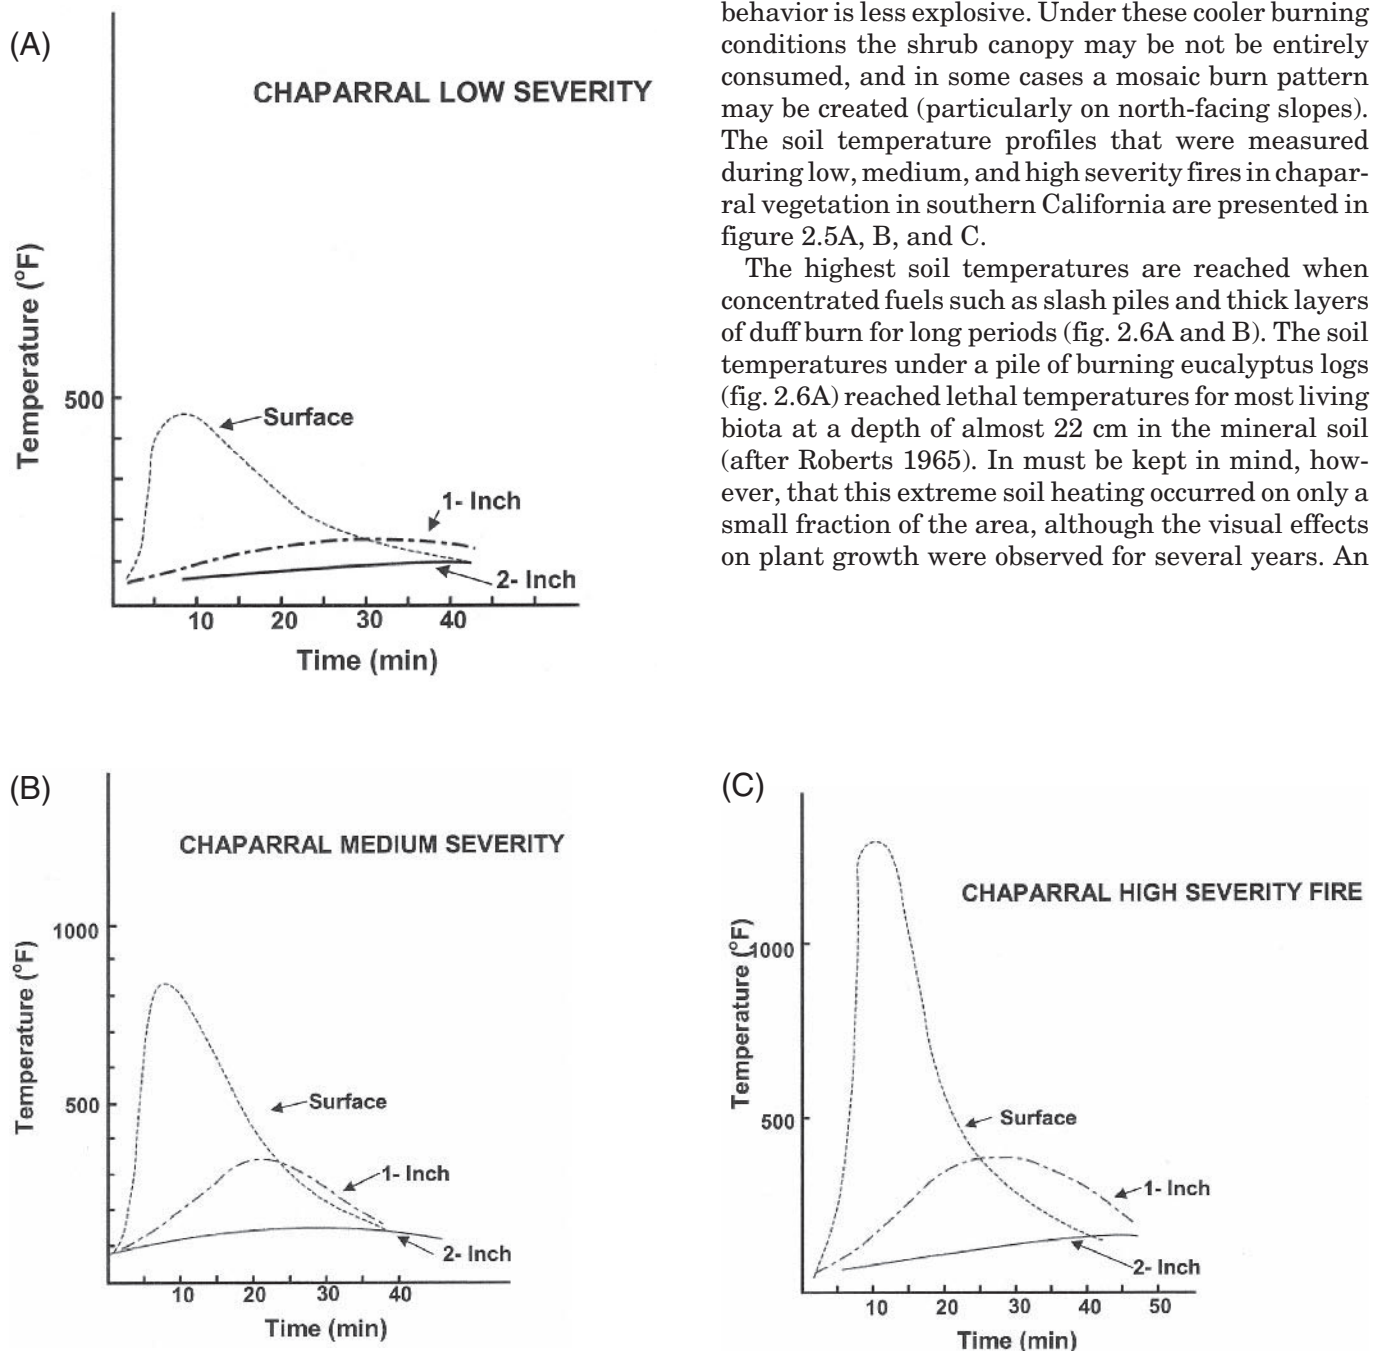 (A)
CHAPARRAL LOW SEVERITY
Temperature (°F)
500
Surface
1- Inch
2- Inch
10 20 30 40
Time (min)
behavior is less explosive. Under these cooler burning
conditions the shrub canopy may be not be entirely
consumed, and in some cases a mosaic burn pattern
may be created (particularly on north-facing slopes).
The soil temperature profiles that were measured
during low, medium, and high severity fires in chapar-
ral vegetation in southern California are presented in
figure 2.5A, B, and C.
The highest soil temperatures are reached when
concentrated fuels such as slash piles and thick layers
of duff burn for long periods (fig. 2.6A and B). The soil
temperatures under a pile of burning eucalyptus logs
(fig. 2.6A) reached lethal temperatures for most living
biota at a depth of almost 22 cm in the mineral soil
(after Roberts 1965). In must be kept in mind, how-
ever, that this extreme soil heating occurred on only a
small fraction of the area, although the visual effects
on plant growth were observed for several years. An
(B)
CHAPARRAL MEDIUM SEVERITY
Temperature (°F)
1000
500
Surface
1- Inch
2- Inch
10 20 30 40
Time (min)
(C)
CHAPARRAL HIGH SEVERITY FIRE
Temperature (°F)
1000
500
Surface
1- Inch
2- Inch
10 20 30 40 50
Time (min)